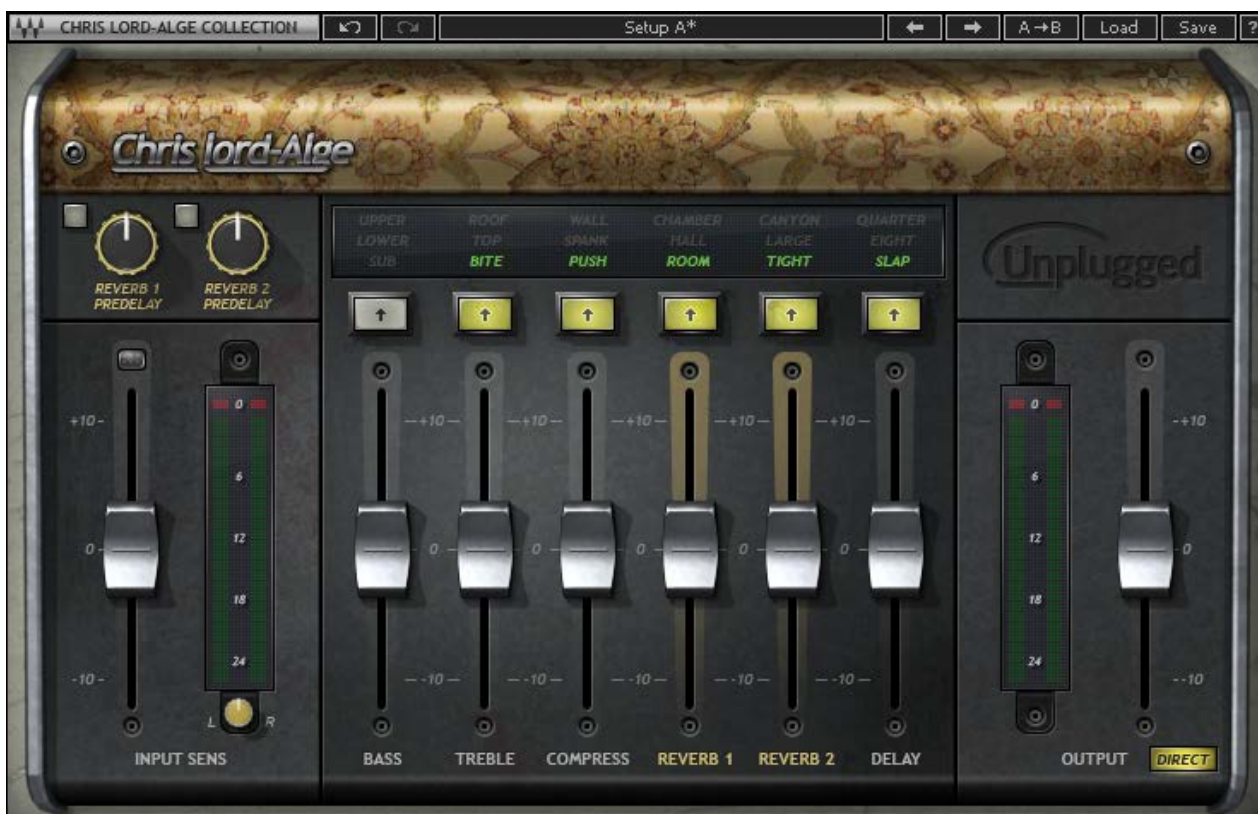 CHRIS LORD-ALGE COLLECTION Setup A* A→B Load Save ?
Chris lord-Alge
UPPER ROOF WALL CHAMBER CANYON QUARTER
LOWER TOP SPANK HALL LARGE EIGHT
SUB BITE PUSH ROOM TIGHT SLAP
Unplugged
REVERB 1 PREDELAY
REVERB 2 PREDELAY
+10 0 -10
0 6 12 18 24
L R
INPUT SENS
+10 +10 +10 +10 +10
0 0 0 0 0
-10 -10 -10 -10 -10
BASS TREBLE COMPRESS REVERB 1 REVERB 2 DELAY
0 6 12 18 24
+10 0 -10
OUTPUT DIRECT